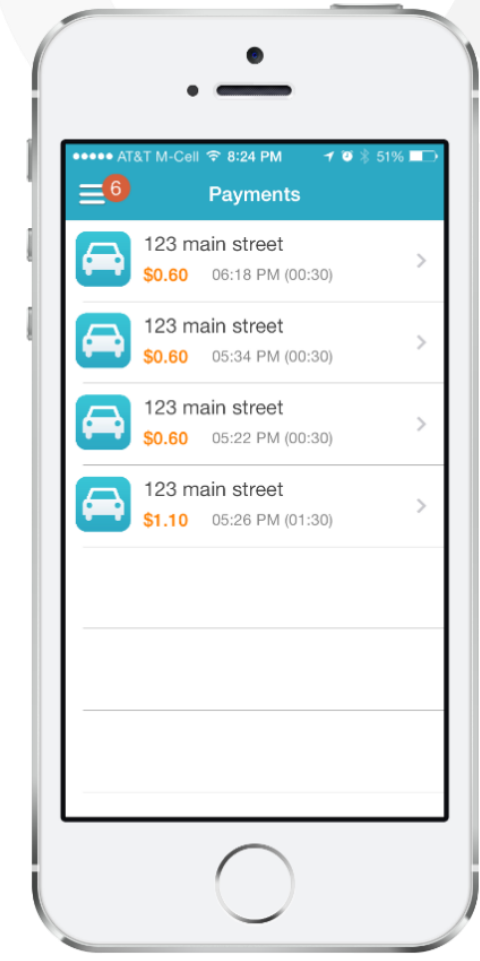 ●●●●● AT&T M-Cell 8:24 PM 51%
6
Payments
123 main street
$0.60 06:18 PM (00:30)
123 main street
$0.60 05:34 PM (00:30)
123 main street
$0.60 05:22 PM (00:30)
123 main street
$1.10 05:26 PM (01:30)